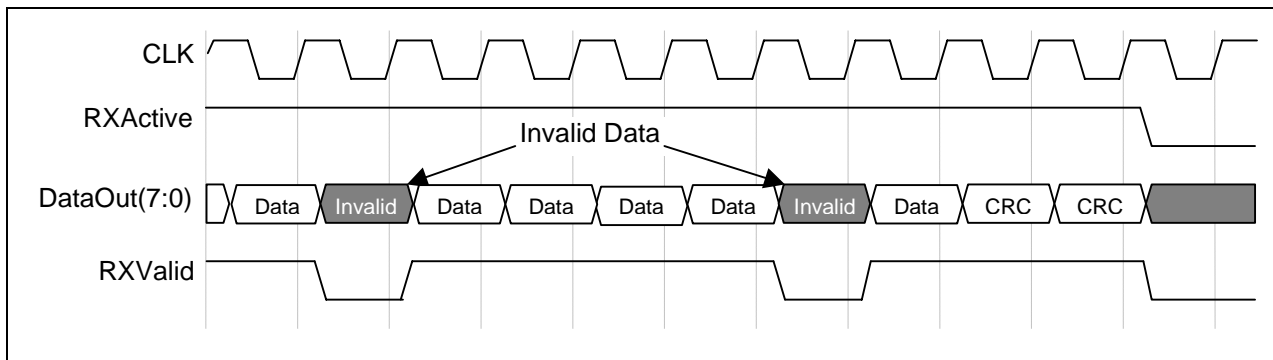 CLK
RXActive
Invalid Data
DataOut(7:0)
Data Invalid Data Data Data Data Invalid Data CRC CRC
RXValid